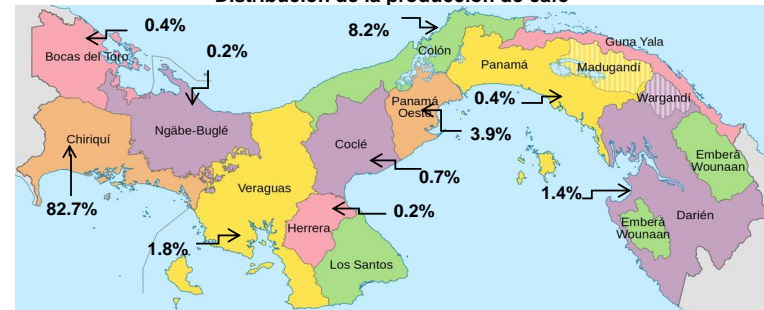 Distribución de la producción de café
0.4%
8.2%
0.2%
Guna Yala
Colón
Bocas del Toro
Panamá
Madugandí
Wargandí
0.4%
Panamá
Oeste
Ngäbe-Buglé
3.9%
Chiriquí
Coclé
Emberá
Wounaan
0.7%
Veraguas
1.4%
82.7%
0.2%
Darién
Emberá
Wounaan
Herrera
1.8%
Los Santos